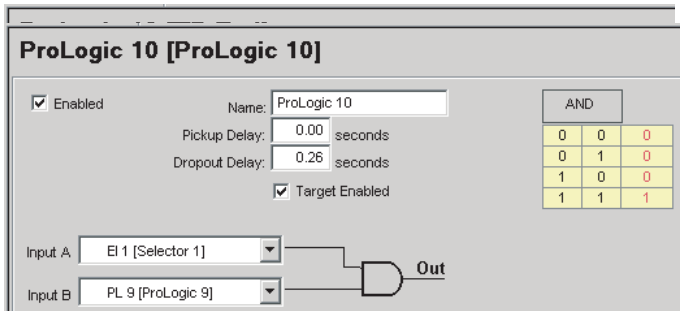 ProLogic 10 [ProLogic 10]
Enabled
Name: ProLogic 10
Pickup Delay: 0.00 seconds
Dropout Delay: 0.26 seconds
Target Enabled
AND
0 0 0
0 1 0
1 0 0
1 1 1
Input A EI 1 [Selector 1]
Out
Input B PL 9 [ProLogic 9]